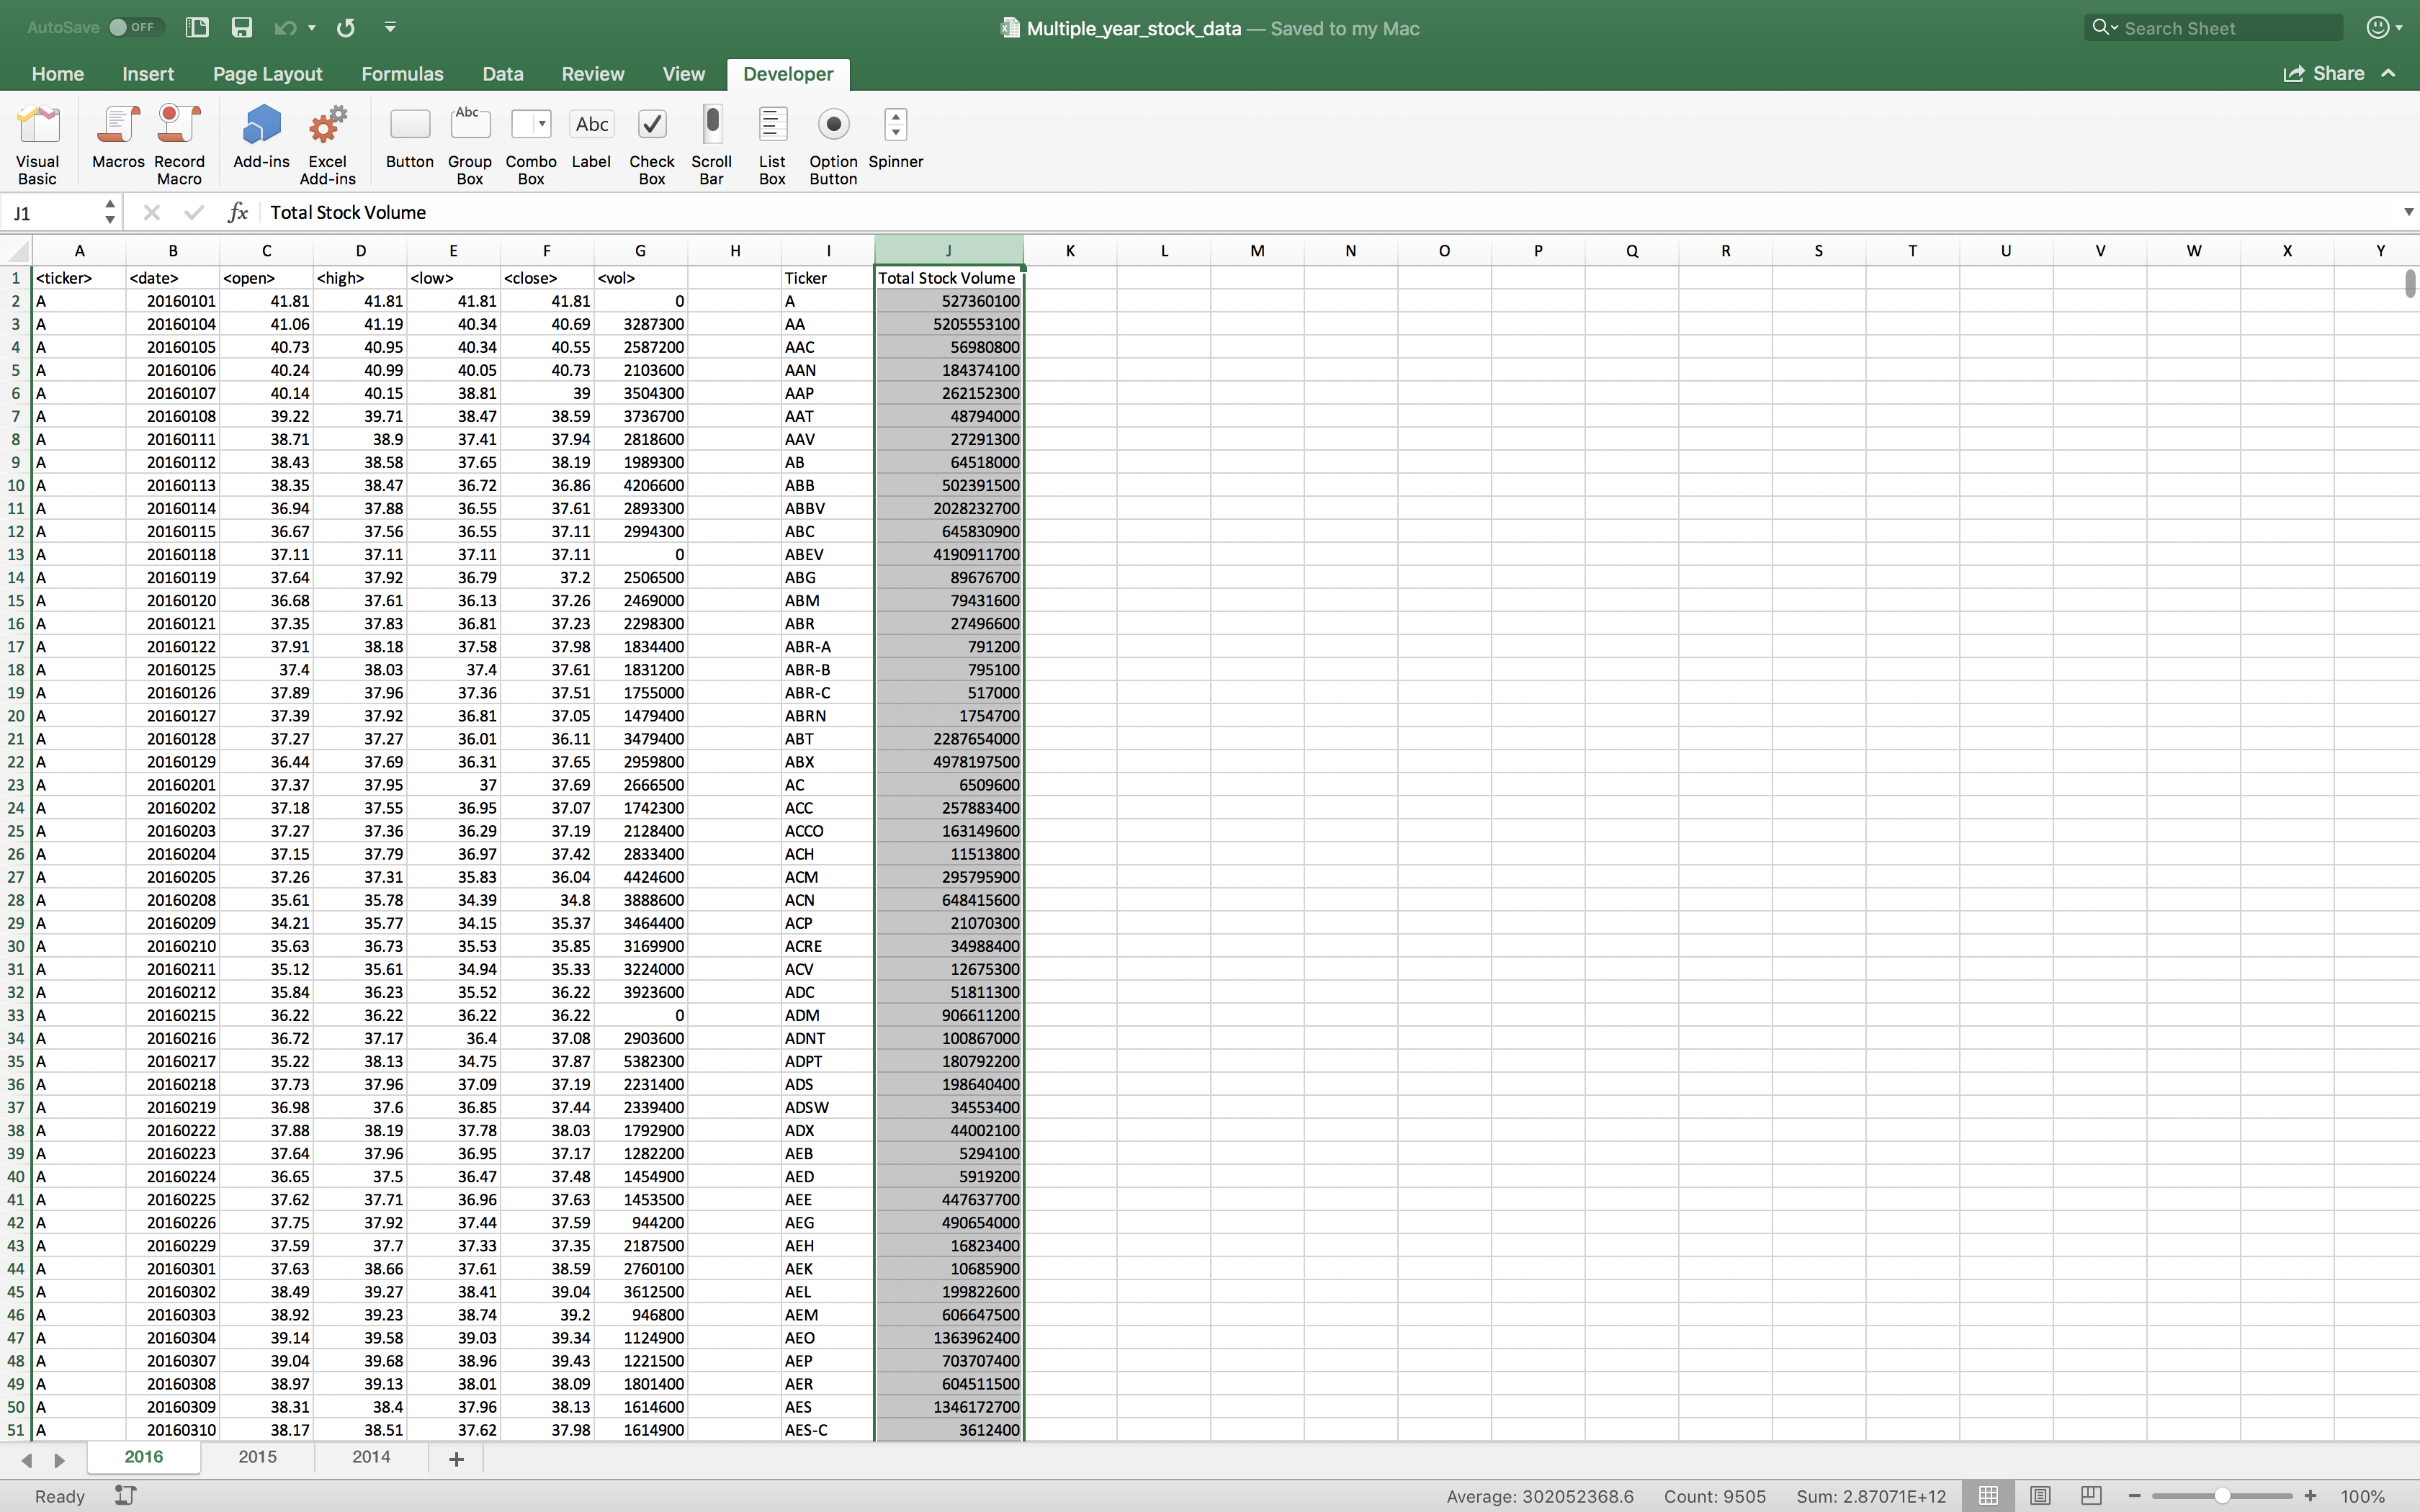 AutoSave OFF Multiple_year_stock_data — Saved to my Mac Search Sheet
Home Insert Page Layout Formulas Data Review View Developer Share
Visual Basic Macros Record Macro Add-ins Excel Add-ins Button Group Box Combo Box Label Check Box Scroll Bar List Box Option Button Spinner
Abc Abc
J1 fx Total Stock Volume
A B C D E F G H I J K L M N O P Q R S T U V W X Y
1 <ticker> <date> <open> <high> <low> <close> <vol> Ticker Total Stock Volume
2 A 20160101 41.81 41.81 41.81 41.81 0 A 527360100
3 A 20160104 41.06 41.19 40.34 40.69 3287300 AA 5205553100
4 A 20160105 40.73 40.95 40.34 40.55 2587200 AAC 56980800
5 A 20160106 40.24 40.99 40.05 40.73 2103600 AAN 184374100
6 A 20160107 40.14 40.15 38.81 39 3504300 AAP 262152300
7 A 20160108 39.22 39.71 38.47 38.59 3736700 AAT 48794000
8 A 20160111 38.71 38.9 37.41 37.94 2818600 AAV 27291300
9 A 20160112 38.43 38.58 37.65 38.19 1989300 AB 64518000
10 A 20160113 38.35 38.47 36.72 36.86 4206600 ABB 502391500
11 A 20160114 36.94 37.88 36.55 37.61 2893300 ABBV 2028232700
12 A 20160115 36.67 37.56 36.55 37.11 2994300 ABC 645830900
13 A 20160118 37.11 37.11 37.11 37.11 0 ABEV 4190911700
14 A 20160119 37.64 37.92 36.79 37.2 2506500 ABG 89676700
15 A 20160120 36.68 37.61 36.13 37.26 2469000 ABM 79431600
16 A 20160121 37.35 37.83 36.81 37.23 2298300 ABR 27496600
17 A 20160122 37.91 38.18 37.58 37.98 1834400 ABR-A 791200
18 A 20160125 37.4 38.03 37.4 37.61 1831200 ABR-B 795100
19 A 20160126 37.89 37.96 37.36 37.51 1755000 ABR-C 517000
20 A 20160127 37.39 37.92 36.81 37.05 1479400 ABRN 1754700
21 A 20160128 37.27 37.27 36.01 36.11 3479400 ABT 2287654000
22 A 20160129 36.44 37.69 36.31 37.65 2959800 ABX 4978197500
23 A 20160201 37.37 37.95 37 37.69 2666500 AC 6509600
24 A 20160202 37.18 37.55 36.95 37.07 1742300 ACC 257883400
25 A 20160203 37.27 37.36 36.29 37.19 2128400 ACCO 163149600
26 A 20160204 37.15 37.79 36.97 37.42 2833400 ACH 11513800
27 A 20160205 37.26 37.31 35.83 36.04 4424600 ACM 295795900
28 A 20160208 35.61 35.78 34.39 34.8 3888600 ACN 648415600
29 A 20160209 34.21 35.77 34.15 35.37 3464400 ACP 21070300
30 A 20160210 35.63 36.73 35.53 35.85 3169900 ACRE 34988400
31 A 20160211 35.12 35.61 34.94 35.33 3224000 ACV 12675300
32 A 20160212 35.84 36.23 35.52 36.22 3923600 ADC 51811300
33 A 20160215 36.22 36.22 36.22 36.22 0 ADM 906611200
34 A 20160216 36.72 37.17 36.4 37.08 2903600 ADNT 100867000
35 A 20160217 35.22 38.13 34.75 37.87 5382300 ADPT 180792200
36 A 20160218 37.73 37.96 37.09 37.19 2231400 ADS 198640400
37 A 20160219 36.98 37.6 36.85 37.44 2339400 ADSW 34553400
38 A 20160222 37.88 38.19 37.78 38.03 1792900 ADX 44002100
39 A 20160223 37.64 37.96 36.95 37.17 1282200 AEB 5294100
40 A 20160224 36.65 37.5 36.47 37.48 1454900 AED 5919200
41 A 20160225 37.62 37.71 36.96 37.63 1453500 AEE 447637700
42 A 20160226 37.75 37.92 37.44 37.59 944200 AEG 490654000
43 A 20160229 37.59 37.7 37.33 37.35 2187500 AEH 16823400
44 A 20160301 37.63 38.66 37.61 38.59 2760100 AEK 10685900
45 A 20160302 38.49 39.27 38.41 39.04 3612500 AEL 199822600
46 A 20160303 38.92 39.23 38.74 39.2 946800 AEM 606647500
47 A 20160304 39.14 39.58 39.03 39.34 1124900 AEO 1363962400
48 A 20160307 39.04 39.68 38.96 39.43 1221500 AEP 703707400
49 A 20160308 38.97 39.13 38.01 38.09 1801400 AER 604511500
50 A 20160309 38.31 38.4 37.96 38.13 1614600 AES 1346172700
51 A 20160310 38.17 38.51 37.62 37.98 1614900 AES-C 3612400
2016 2015 2014 +
Ready Average: 302052368.6 Count: 9505 Sum: 2.87071E+12 100%